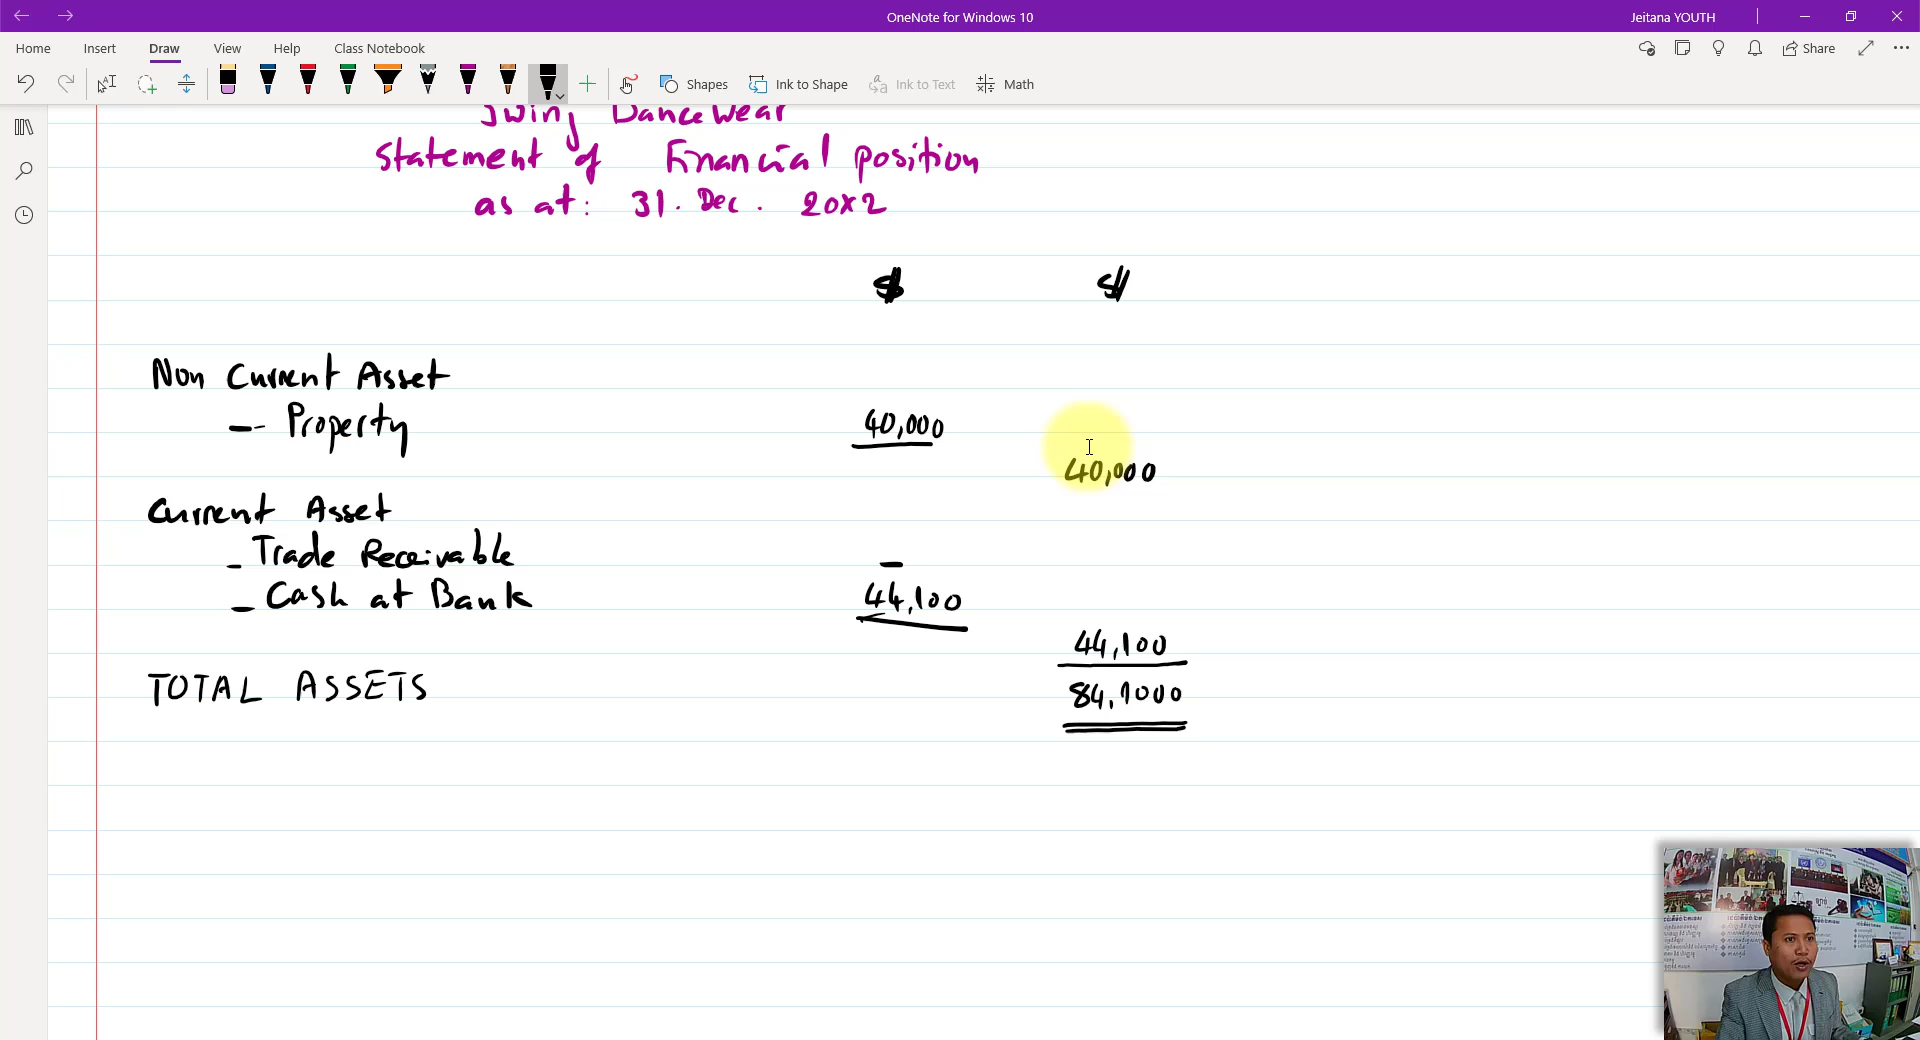 OneNote for Windows 10
Jeitana YOUTH
Home Insert Draw View Help Class Notebook
Share
Shapes Ink to Shape Ink to Text Math
Swing DanceWear
Statement of Financial position
as at: 31. Dec. 20x2
$ $
Non Current Asset
- Property 40,000
40,000
Current Asset
- Trade Receivable -
- Cash at Bank 44,100
44,100
TOTAL ASSETS 84,1000